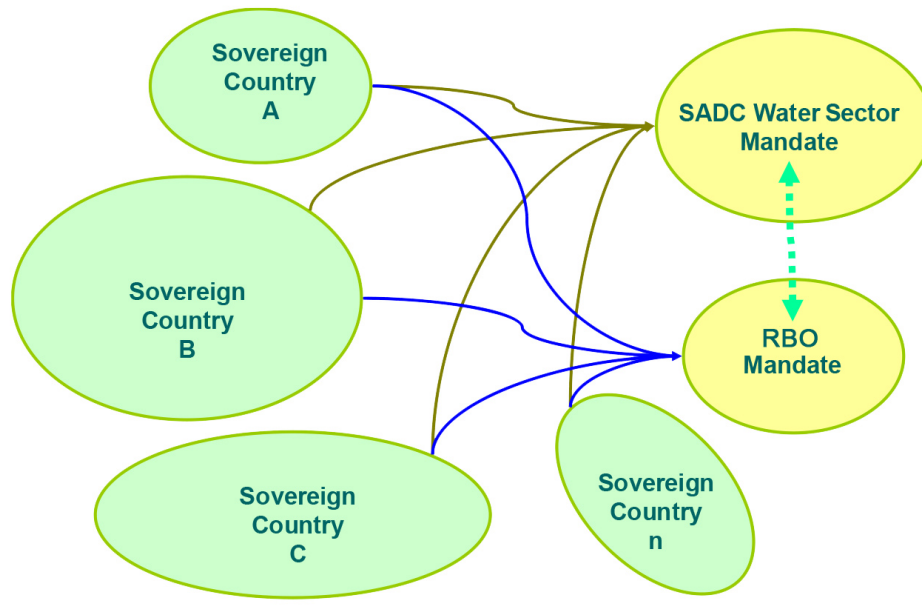 Sovereign
Country
A
SADC Water Sector
Mandate
Sovereign
Country
B
RBO
Mandate
Sovereign
Country
C
Sovereign
Country
n